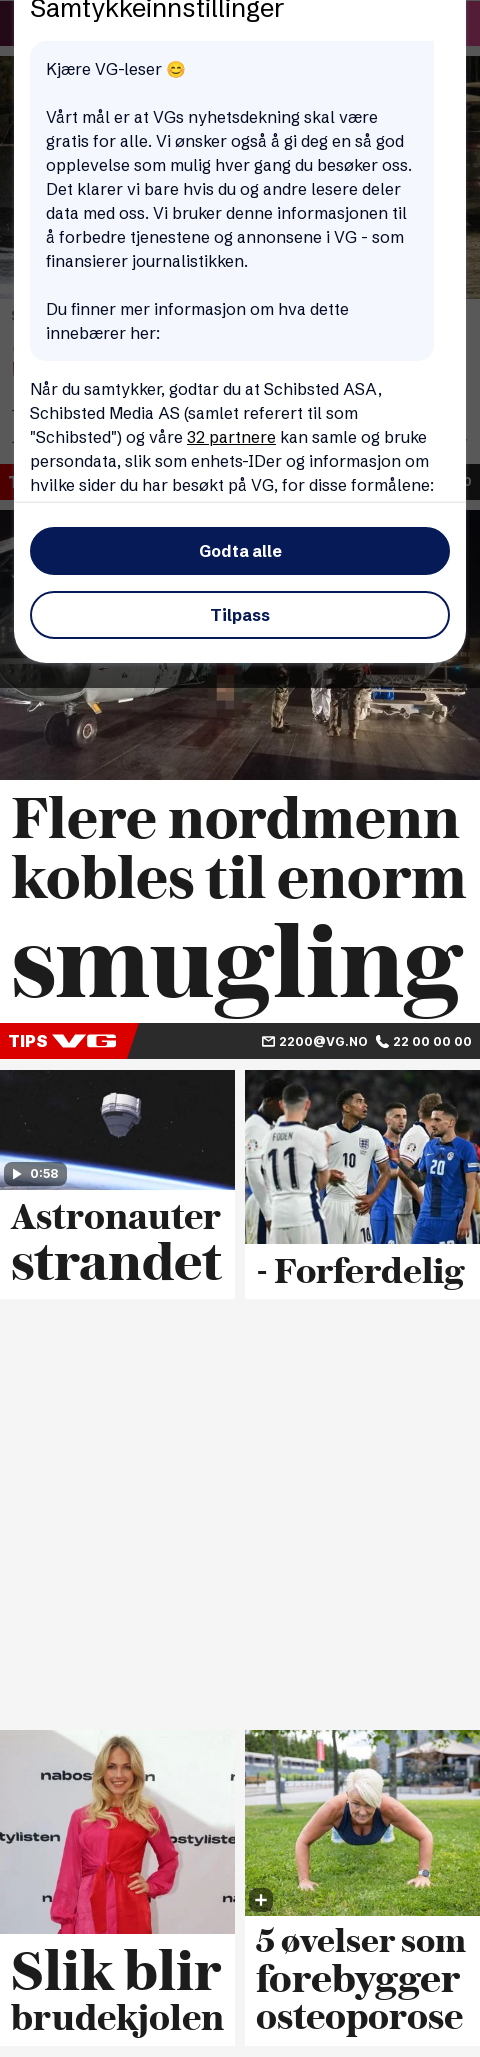 Samtykkeinnstillinger
Kjære VG-leser 😊
Vårt mål er at VGs nyhetsdekning skal være
gratis for alle. Vi ønsker også å gi deg en så god
opplevelse som mulig hver gang du besøker oss.
Det klarer vi bare hvis du og andre lesere deler
data med oss. Vi bruker denne informasjonen til
å forbedre tjenestene og annonsene i VG - som
finansierer journalistikken.
Du finner mer informasjon om hva dette
innebærer her:
Når du samtykker, godtar du at Schibsted ASA,
Schibsted Media AS (samlet referert til som
"Schibsted") og våre 32 partnere kan samle og bruke
persondata, slik som enhets-IDer og informasjon om
hvilke sider du har besøkt på VG, for disse formålene:
Godta alle
Tilpass
Flere nordmenn
kobles til enorm
smugling
TIPS VG 2200@VG.NO 22 00 00 00
0:58
Astronauter
strandet
FODEN
11
10
20
18
- Forferdelig
nabos
stylisten
Slik blir
brudekjolen
5 øvelser som
forebygger
osteoporose